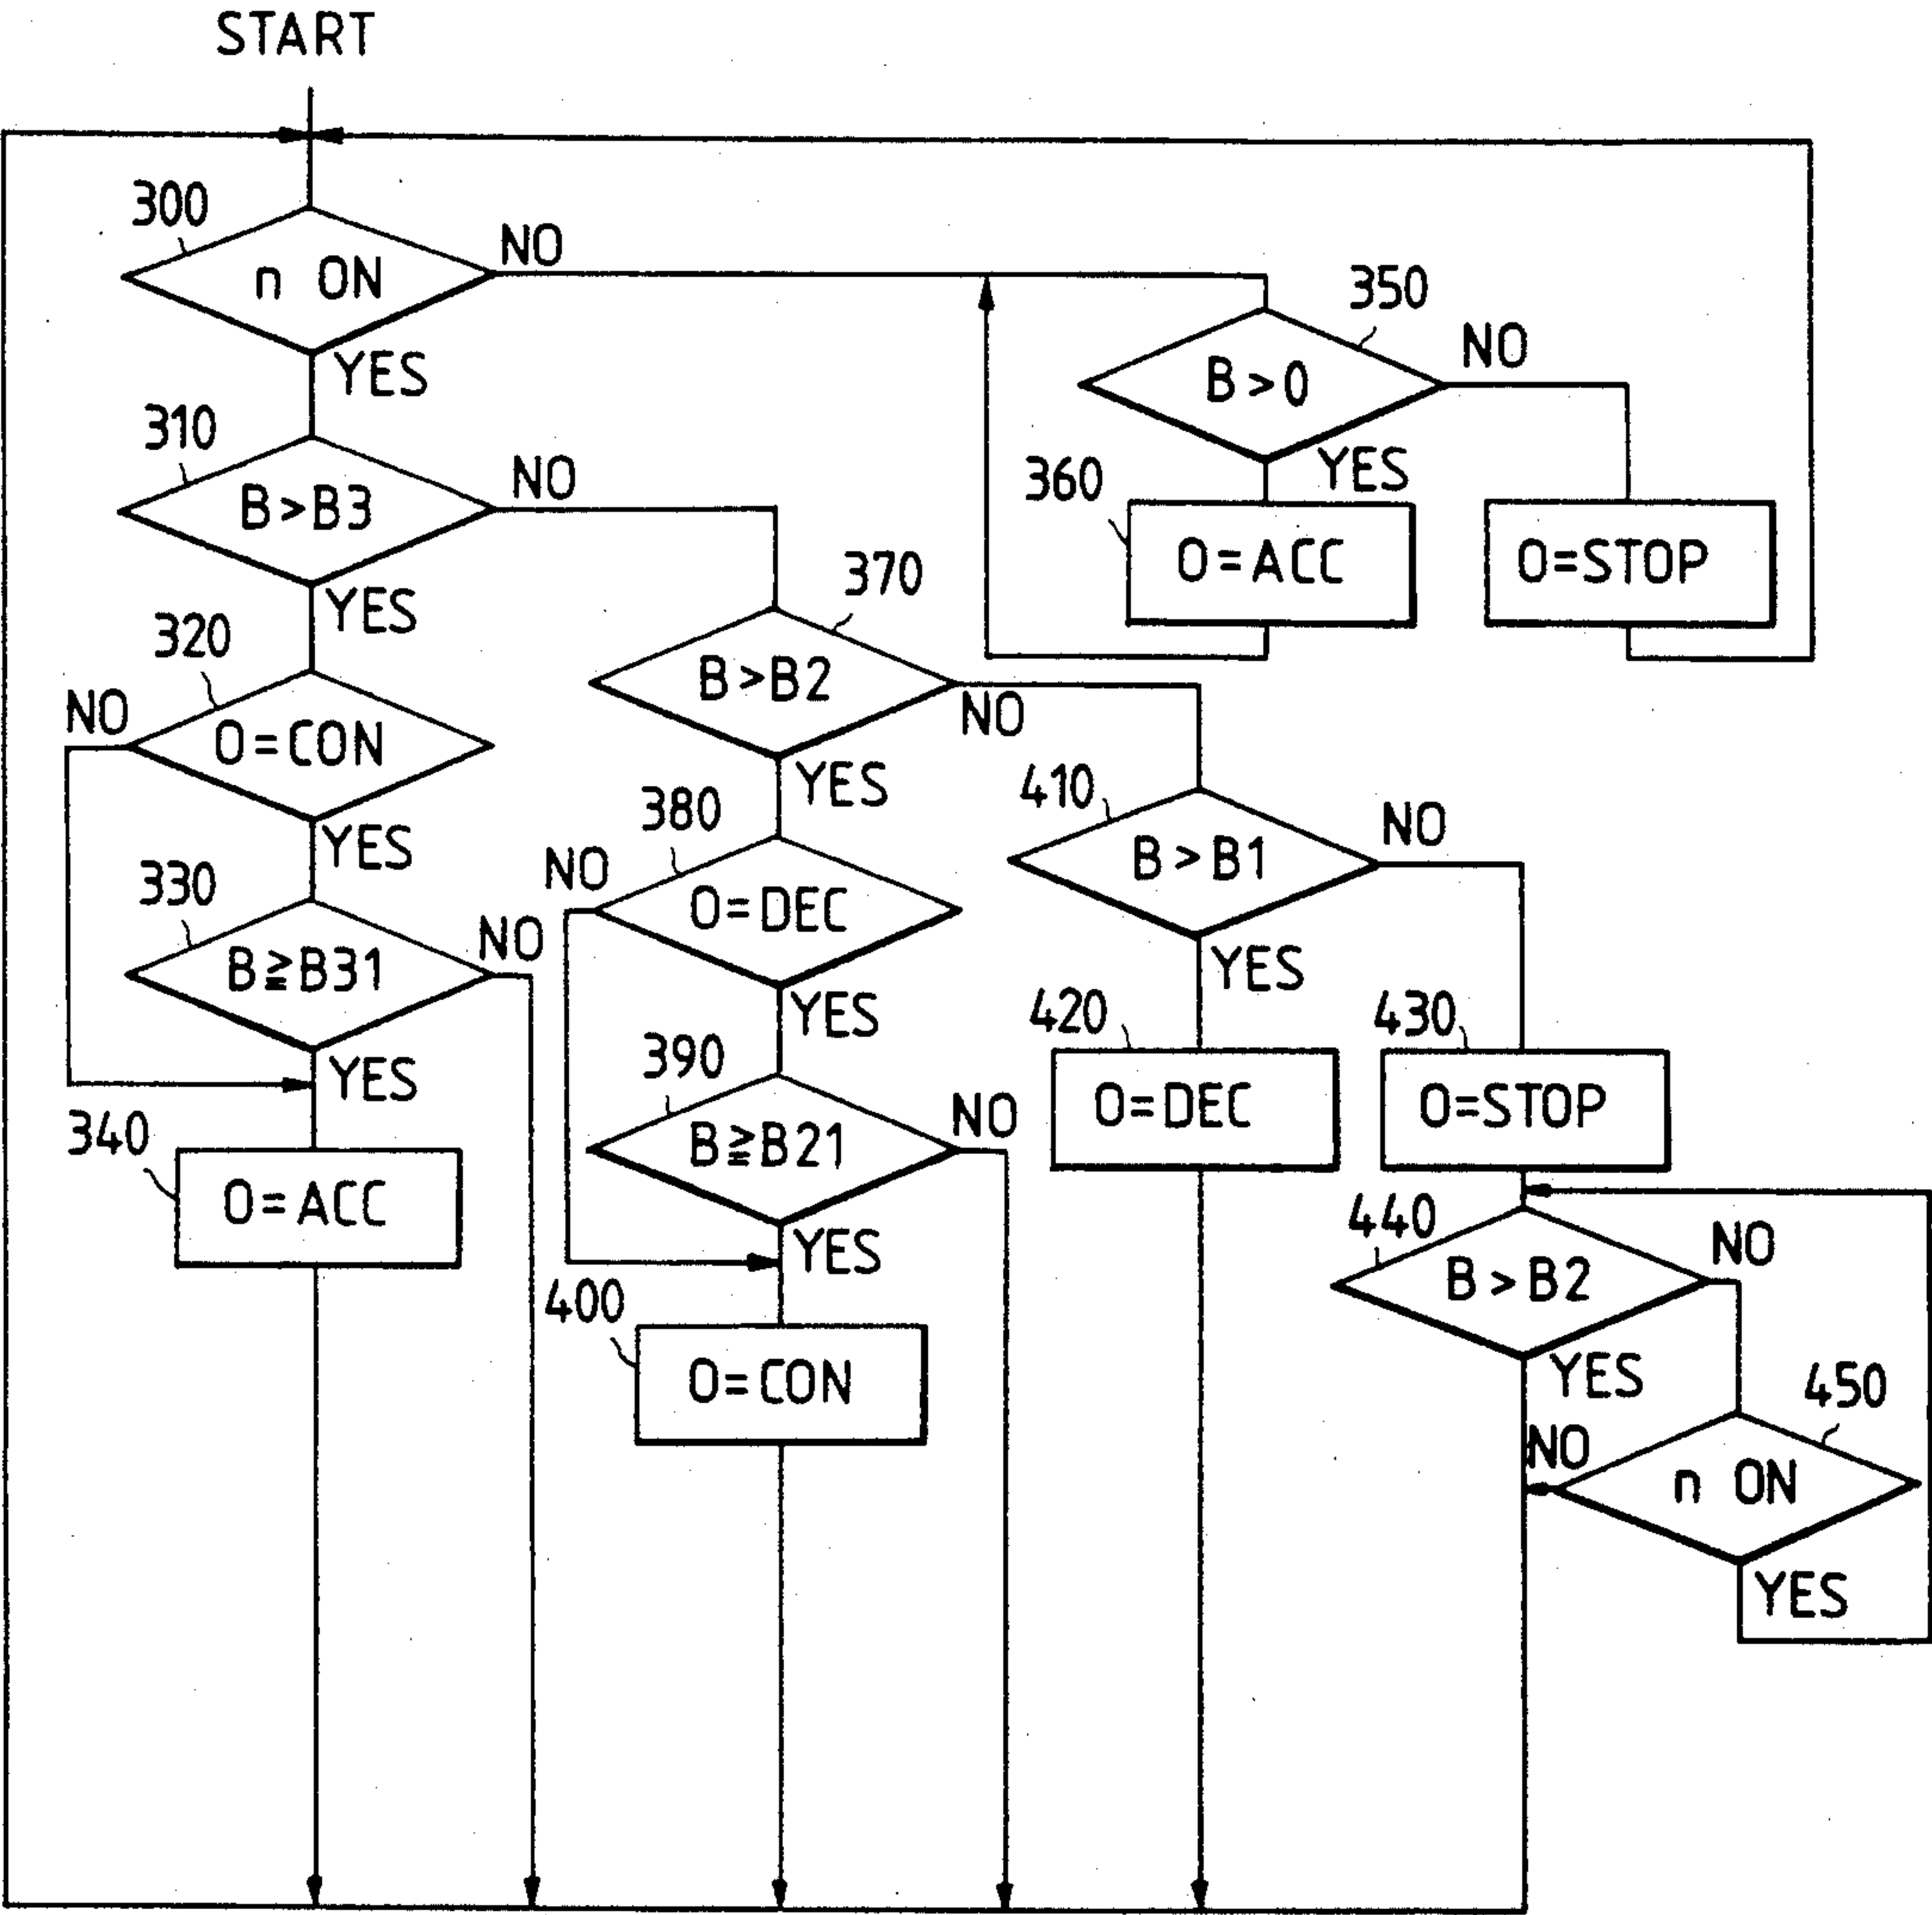 START
300
n ON
NO
YES
350
B>0
NO
YES
310
B>B3
NO
YES
360
O=ACC
O=STOP
320
NO
O=CON
YES
370
B>B2
NO
YES
330
B≧B31
NO
YES
380
NO
O=DEC
YES
410
B>B1
NO
YES
340
O=ACC
390
B≧B21
NO
YES
420
O=DEC
430
O=STOP
400
O=CON
440
B>B2
NO
YES
450
NO
n ON
YES